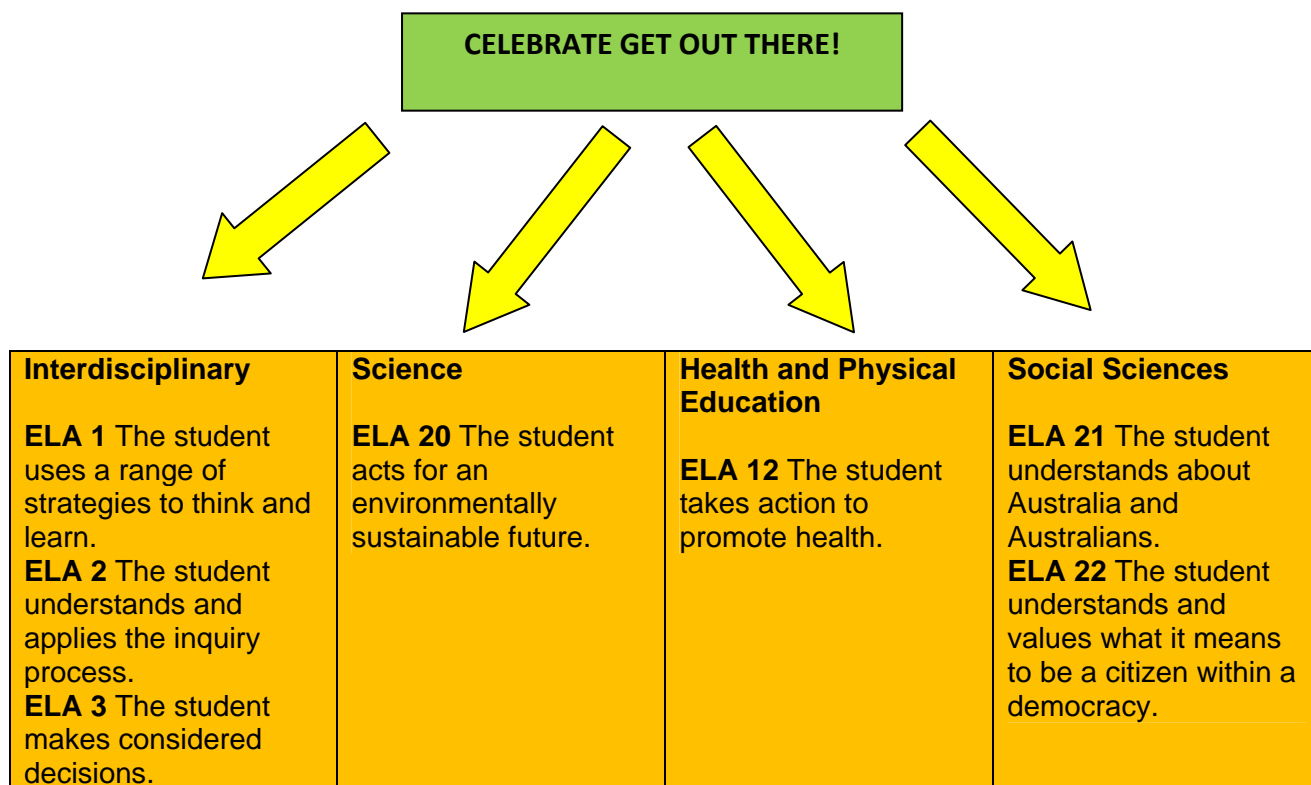 CELEBRATE GET OUT THERE!
Interdisciplinary
ELA 1 The student
uses a range of
strategies to think and
learn.
ELA 2 The student
understands and
applies the inquiry
process.
ELA 3 The student
makes considered
decisions.
Science
ELA 20 The student
acts for an
environmentally
sustainable future.
Health and Physical
Education
ELA 12 The student
takes action to
promote health.
Social Sciences
ELA 21 The student
understands about
Australia and
Australians.
ELA 22 The student
understands and
values what it means
to be a citizen within a
democracy.